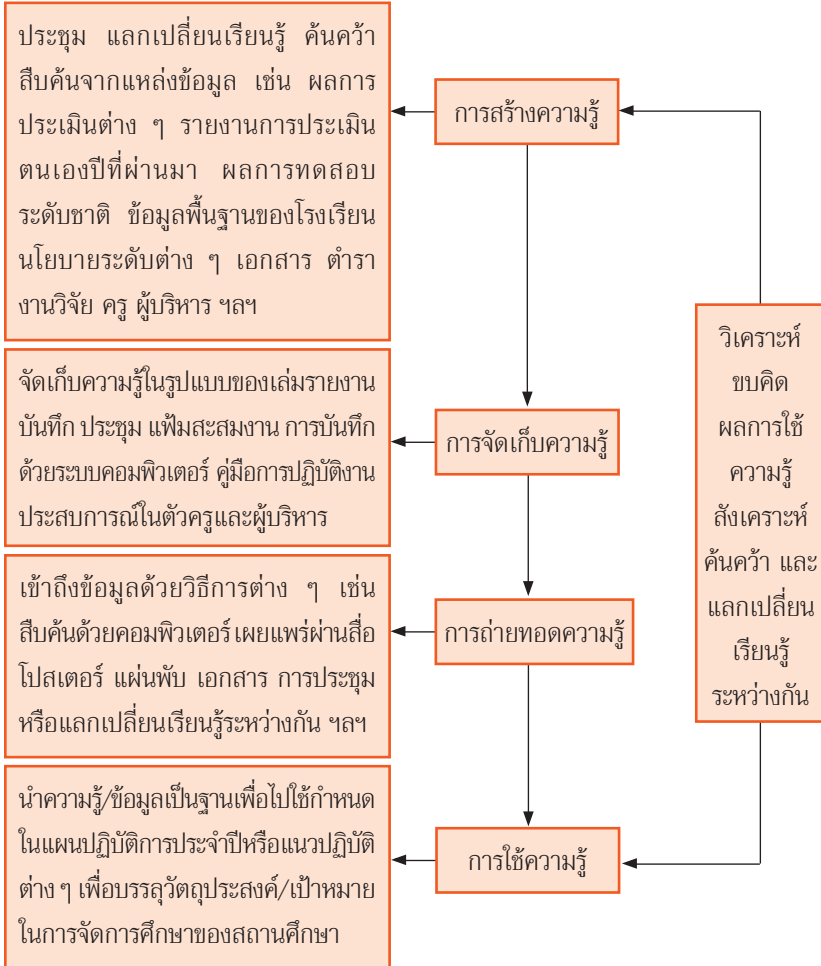 ประชุม แลกเปลี่ยนเรียนรู้ ค้นคว้า
สืบค้นจากแหล่งข้อมูล เช่น ผลการ
ประเมินต่าง ๆ รายงานการประเมิน
ตนเองปีที่ผ่านมา ผลการทดสอบ
ระดับชาติ ข้อมูลพื้นฐานของโรงเรียน
นโยบายระดับต่าง ๆ เอกสาร ตำรา
งานวิจัย ครู ผู้บริหาร ฯลฯ
การสร้างความรู้
จัดเก็บความรู้ในรูปแบบของเล่มรายงาน
บันทึก ประชุม แฟ้มสะสมงาน การบันทึก
ด้วยระบบคอมพิวเตอร์ คู่มือการปฏิบัติงาน
ประสบการณ์ในตัวครูและผู้บริหาร
การจัดเก็บความรู้
เข้าถึงข้อมูลด้วยวิธีการต่าง ๆ เช่น
สืบค้นด้วยคอมพิวเตอร์ เผยแพร่ผ่านสื่อ
โปสเตอร์ แผ่นพับ เอกสาร การประชุม
หรือแลกเปลี่ยนเรียนรู้ระหว่างกัน ฯลฯ
การถ่ายทอดความรู้
นำความรู้/ข้อมูลเป็นฐานเพื่อไปใช้กำหนด
ในแผนปฏิบัติการประจำปีหรือแนวปฏิบัติ
ต่าง ๆ เพื่อบรรลุวัตถุประสงค์/เป้าหมาย
ในการจัดการศึกษาของสถานศึกษา
การใช้ความรู้
วิเคราะห์
ขบคิด
ผลการใช้
ความรู้
สังเคราะห์
ค้นคว้า และ
แลกเปลี่ยน
เรียนรู้
ระหว่างกัน